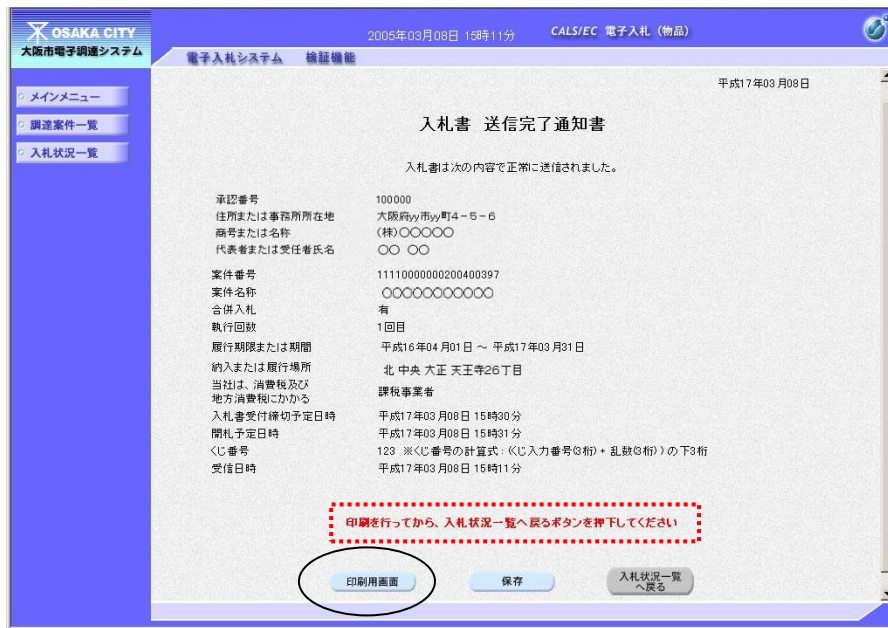 OSAKA CITY
大阪市電子調達システム
2005年03月08日 15時11分
CALS/EC 電子入札（物品）
電子入札システム 検証機能
メインメニュー
調達案件一覧
入札状況一覧
平成17年03月08日
入札書 送信完了通知書
入札書は次の内容で正常に送信されました。
承認番号 100000
住所または事務所所在地 大阪府yy市yy町4－5－6
商号または名称 (株)○○○○○
代表者または受任者氏名 ○○ ○○
案件番号 11110000000200400397
案件名称 ○○○○○○○○○○○
合併入札 有
執行回数 1回目
履行期限または期間 平成16年04月01日 ～ 平成17年03月31日
納入または履行場所 北 中央 大正 天王寺26丁目
当社は、消費税及び
地方消費税にかかる 課税事業者
入札書受付締切予定日時 平成17年03月08日 15時30分
開札予定日時 平成17年03月08日 15時31分
くじ番号 123 ※くじ番号の計算式：(くじ入力番号(3桁)＋乱数(3桁))の下3桁
受信日時 平成17年03月08日 15時11分
印刷を行ってから、入札状況一覧へ戻るボタンを押下してください
印刷用画面 保存 入札状況一覧
へ戻る